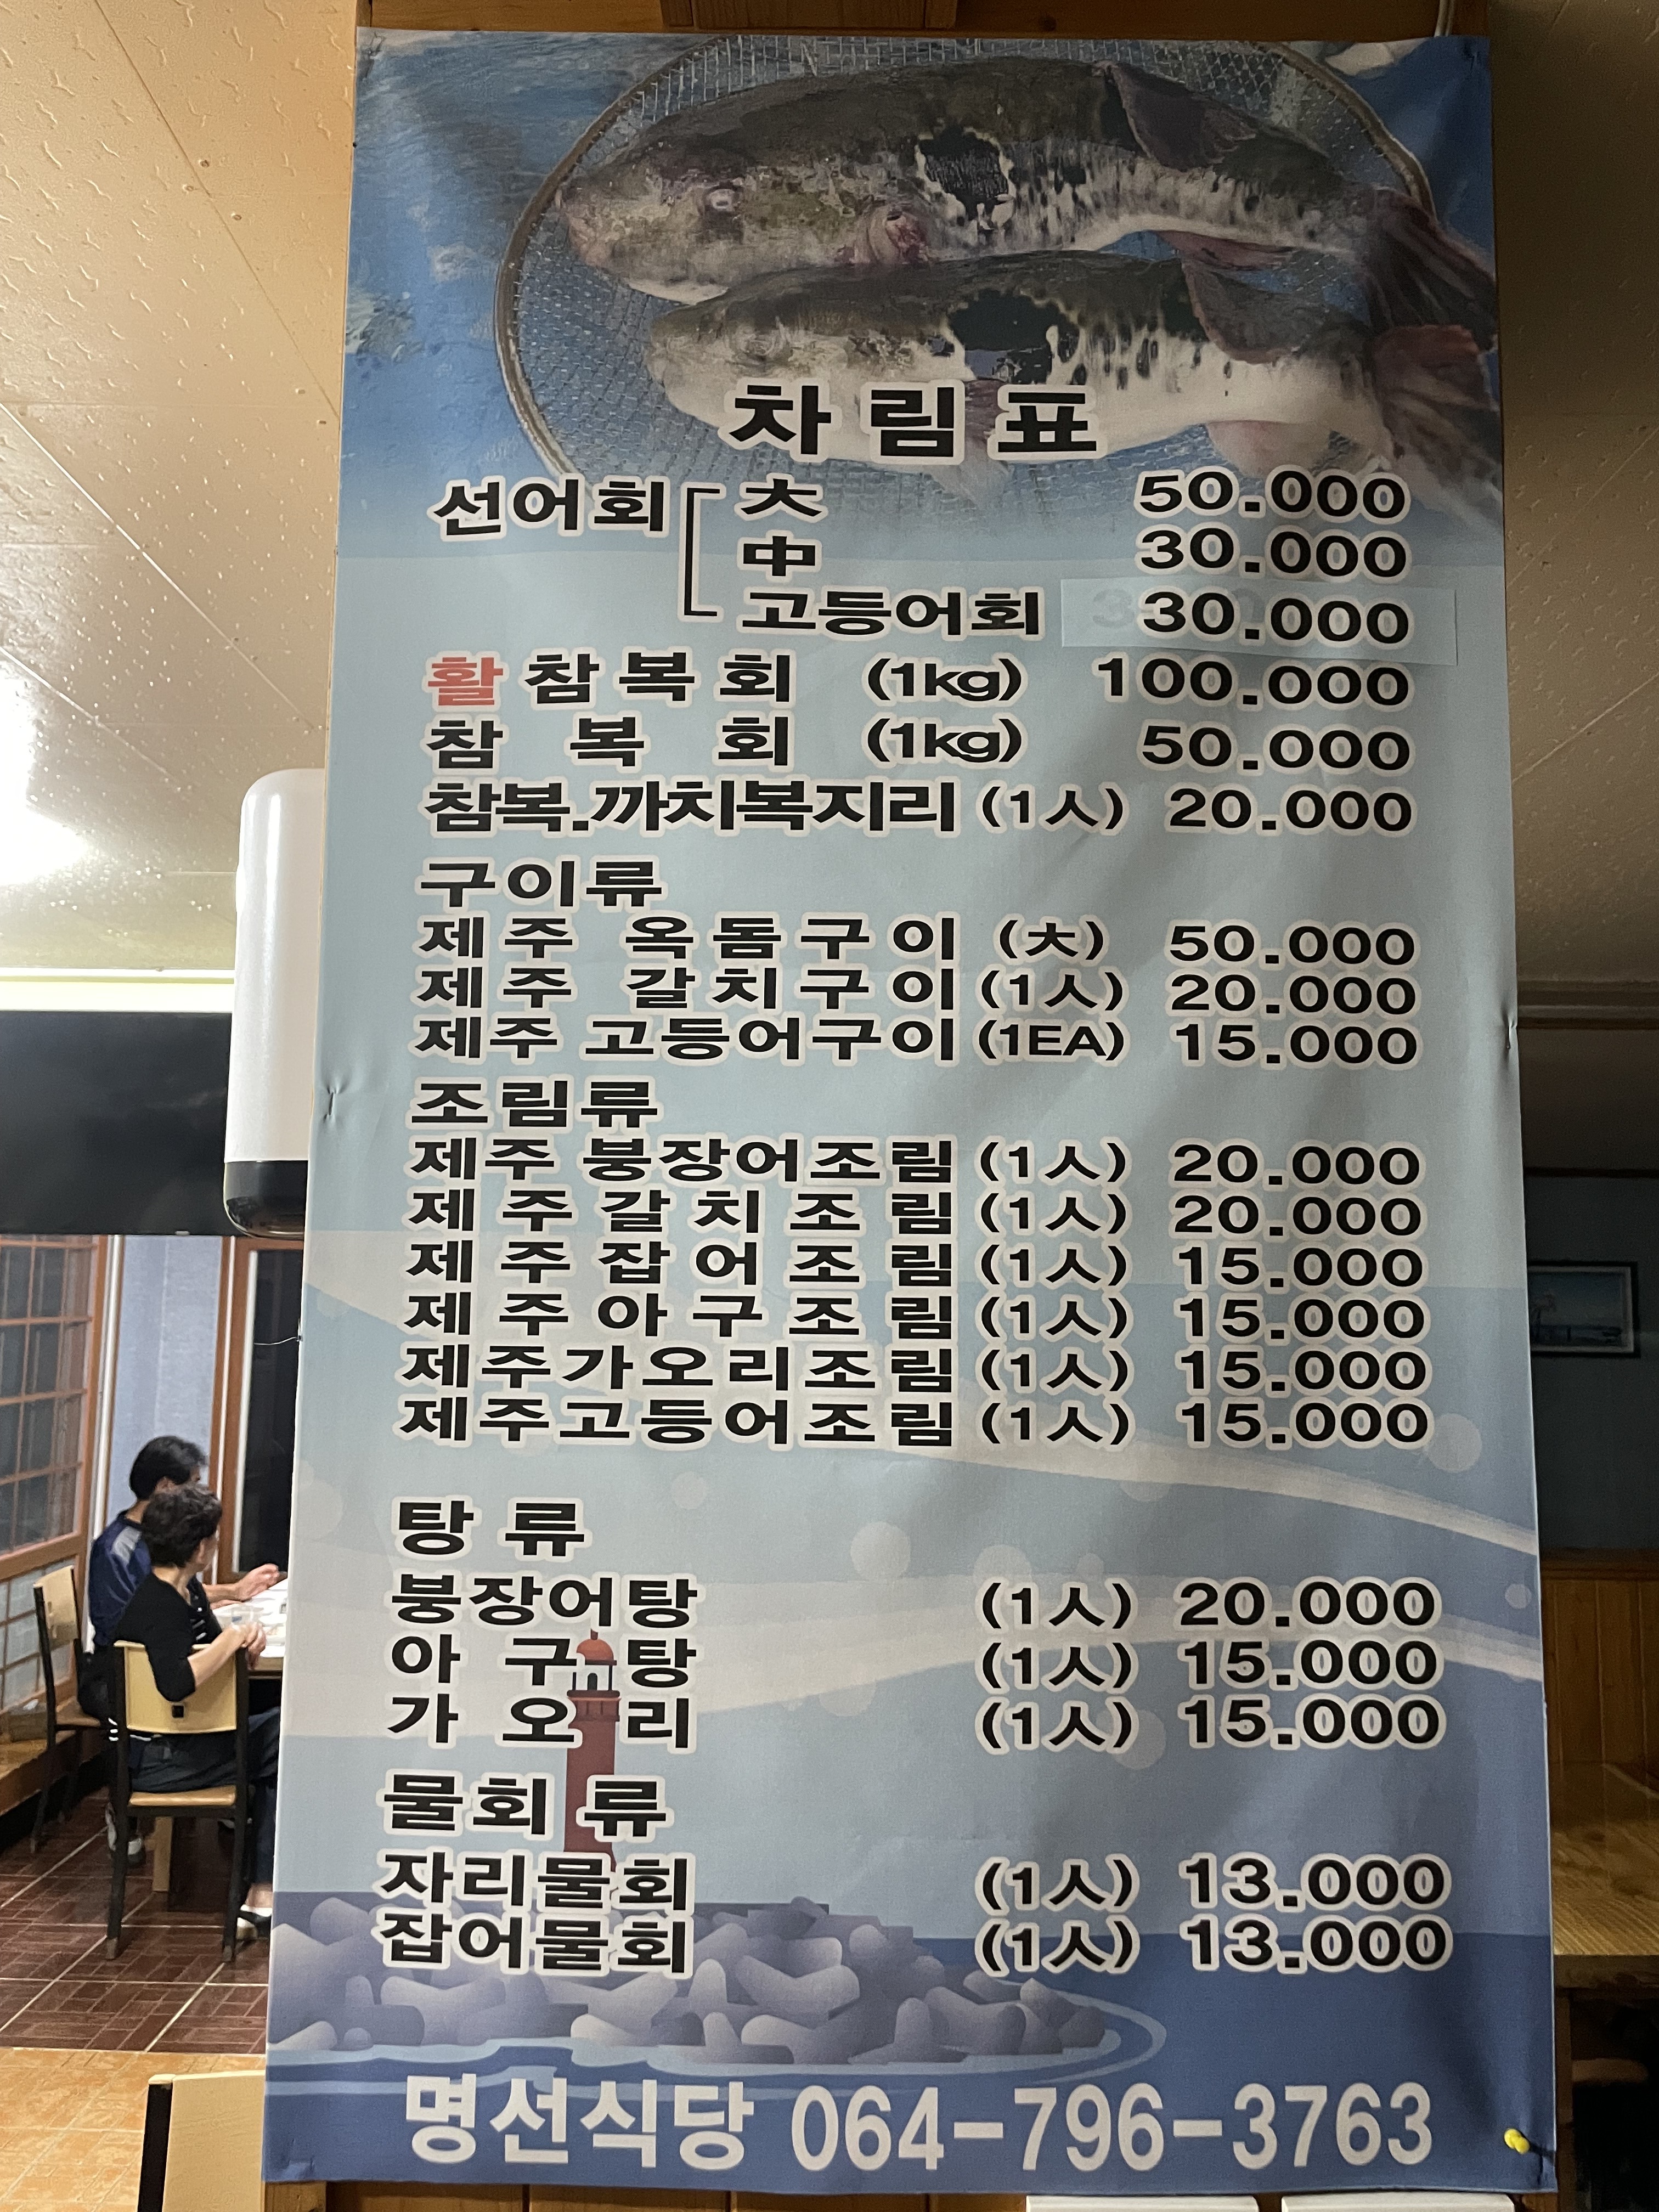 차림표
선어회 大 50.000
中 30.000
고등어회 30.000
활참복회 (1kg) 100.000
참복회 (1kg) 50.000
참복.까치복지리 (1人) 20.000
구이류
제주 옥돔구이 (大) 50.000
제주 갈치구이 (1人) 20.000
제주 고등어구이 (1EA) 15.000
조림류
제주 붕장어조림 (1人) 20.000
제주갈치조림 (1人) 20.000
제주잡어조림 (1人) 15.000
제주아구조림 (1人) 15.000
제주가오리조림 (1人) 15.000
제주고등어조림 (1人) 15.000
탕류
붕장어탕 (1人) 20.000
아구탕 (1人) 15.000
가오리 (1人) 15.000
물회류
자리물회 (1人) 13.000
잡어물회 (1人) 13.000
명선식당 064-796-3763